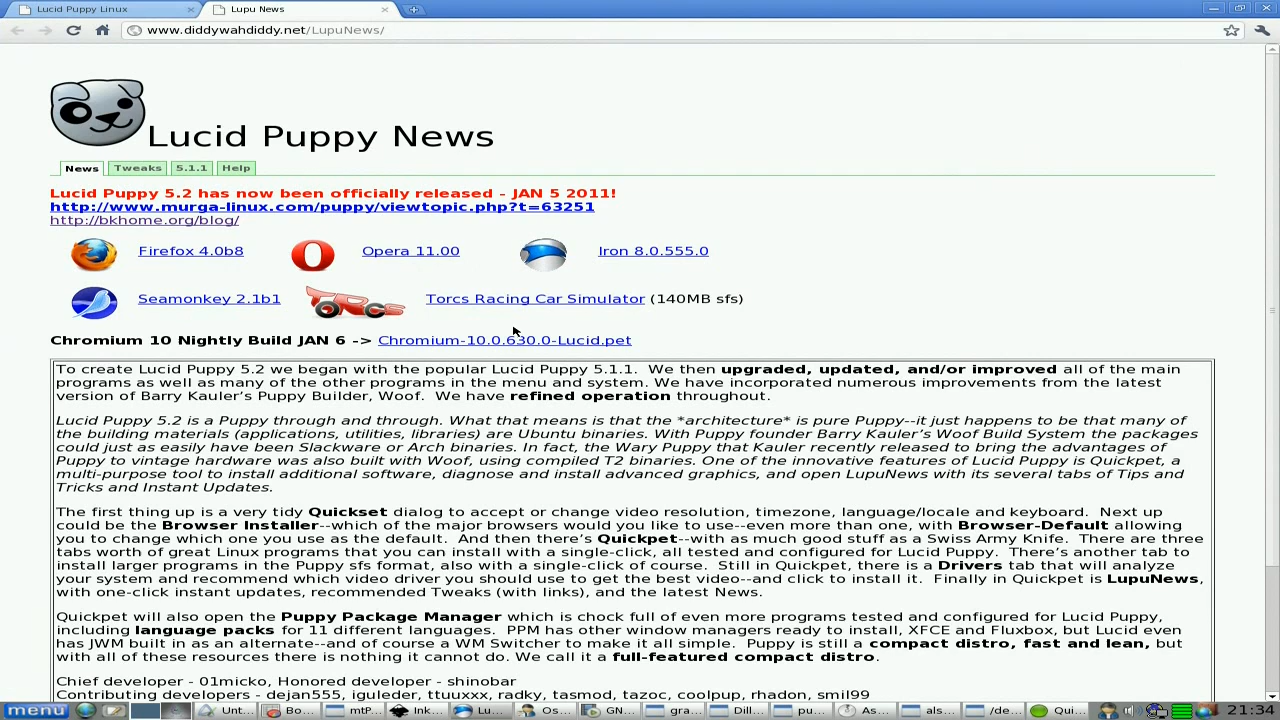 Lucid Puppy Linux
Lupu News
www.diddywahdiddy.net/LupuNews/
Lucid Puppy News
News
Tweaks
5.1.1
Help
Lucid Puppy 5.2 has now been officially released - JAN 5 2011!
http://www.murga-linux.com/puppy/viewtopic.php?t=63251
http://bkhome.org/blog/
Firefox 4.0b8
Opera 11.00
Iron 8.0.555.0
Seamonkey 2.1b1
TORCS
Torcs Racing Car Simulator (140MB sfs)
Chromium 10 Nightly Build JAN 6 -> Chromium-10.0.630.0-Lucid.pet
To create Lucid Puppy 5.2 we began with the popular Lucid Puppy 5.1.1. We then upgraded, updated, and/or improved all of the main
programs as well as many of the other programs in the menu and system. We have incorporated numerous improvements from the latest
version of Barry Kauler's Puppy Builder, Woof. We have refined operation throughout.
Lucid Puppy 5.2 is a Puppy through and through. What that means is that the *architecture* is pure Puppy--it just happens to be that many of
the building materials (applications, utilities, libraries) are Ubuntu binaries. With Puppy founder Barry Kauler's Woof Build System the packages
could just as easily have been Slackware or Arch binaries. In fact, the Wary Puppy that Kauler recently released to bring the advantages of
Puppy to vintage hardware was also built with Woof, using compiled T2 binaries. One of the innovative features of Lucid Puppy is Quickpet, a
multi-purpose tool to install additional software, diagnose and install advanced graphics, and open LupuNews with its several tabs of Tips and
Tricks and Instant Updates.
The first thing up is a very tidy Quickset dialog to accept or change video resolution, timezone, language/locale and keyboard. Next up
could be the Browser Installer--which of the major browsers would you like to use--even more than one, with Browser-Default allowing
you to change which one you use as the default. And then there's Quickpet--with as much good stuff as a Swiss Army Knife. There are three
tabs worth of great Linux programs that you can install with a single-click, all tested and configured for Lucid Puppy. There's another tab to
install larger programs in the Puppy sfs format, also with a single-click of course. Still in Quickpet, there is a Drivers tab that will analyze
your system and recommend which video driver you should use to get the best video--and click to install it. Finally in Quickpet is LupuNews,
with one-click instant updates, recommended Tweaks (with links), and the latest News.
Quickpet will also open the Puppy Package Manager which is chock full of even more programs tested and configured for Lucid Puppy,
including language packs for 11 different languages. PPM has other window managers ready to install, XFCE and Fluxbox, but Lucid even
has JWM built in as an alternate--and of course a WM Switcher to make it all simple. Puppy is still a compact distro, fast and lean, but
with all of these resources there is nothing it cannot do. We call it a full-featured compact distro.
Chief developer - 01micko, Honored developer - shinobar
Contributing developers - dejan555, iguleder, ttuuxxx, radky, tasmod, tazoc, coolpup, rhadon, smil99
menu
Unt...
Bo...
mtP...
Ink...
Lu...
Os...
GN...
gra...
Dill...
pu...
As...
als...
/de...
Qui...
21:34